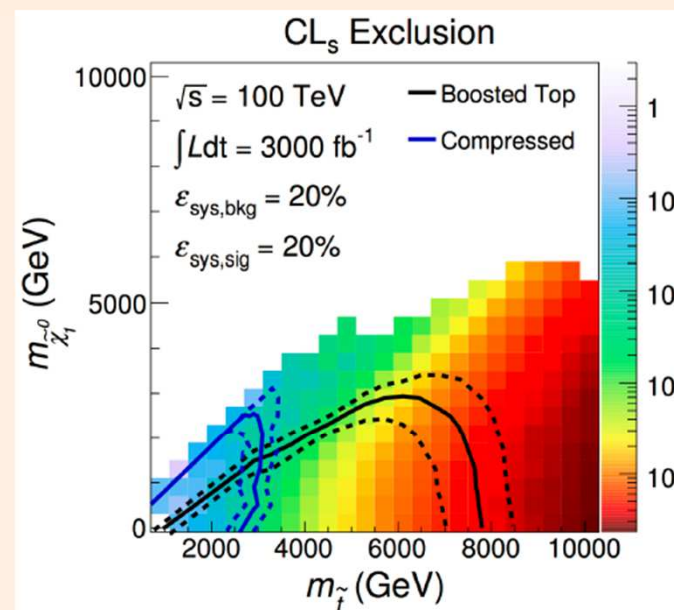 CLs Exclusion
10000
√s = 100 TeV
∫Ldt = 3000 fb⁻¹
εsys,bkg = 20%
εsys,sig = 20%
Boosted Top
Compressed
1
10
10
10
10
5000
0
2000 4000 6000 8000 10000
m χ̃₁⁰ (GeV)
m t̃ (GeV)